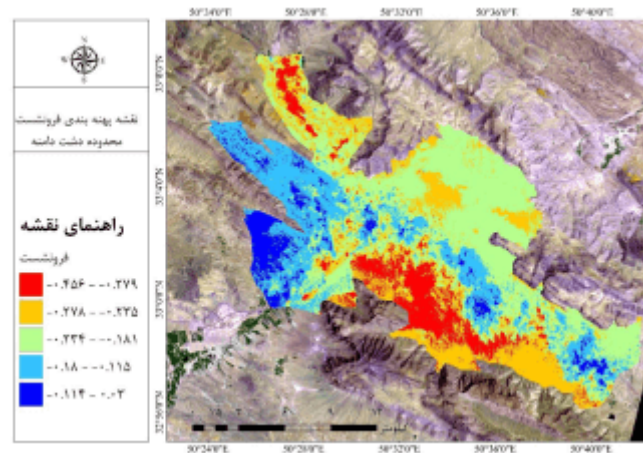 نقشه پهنه بندی فرونشست
محدوده دشت دامنه
راهنمای نقشه
فرونشست
-۰.۴۵۶ - -۰.۲۷۹
-۰.۲۷۸ - -۰.۲۳۵
-۰.۲۳۴ - -۰.۱۸۱
-۰.۱۸ - -۰.۱۱۵
-۰.۱۱۴ - ۰.۰۳
50°24'0"E 50°28'0"E 50°32'0"E 50°36'0"E 50°40'0"E
50°24'0"E 50°28'0"E 50°32'0"E 50°36'0"E 50°40'0"E